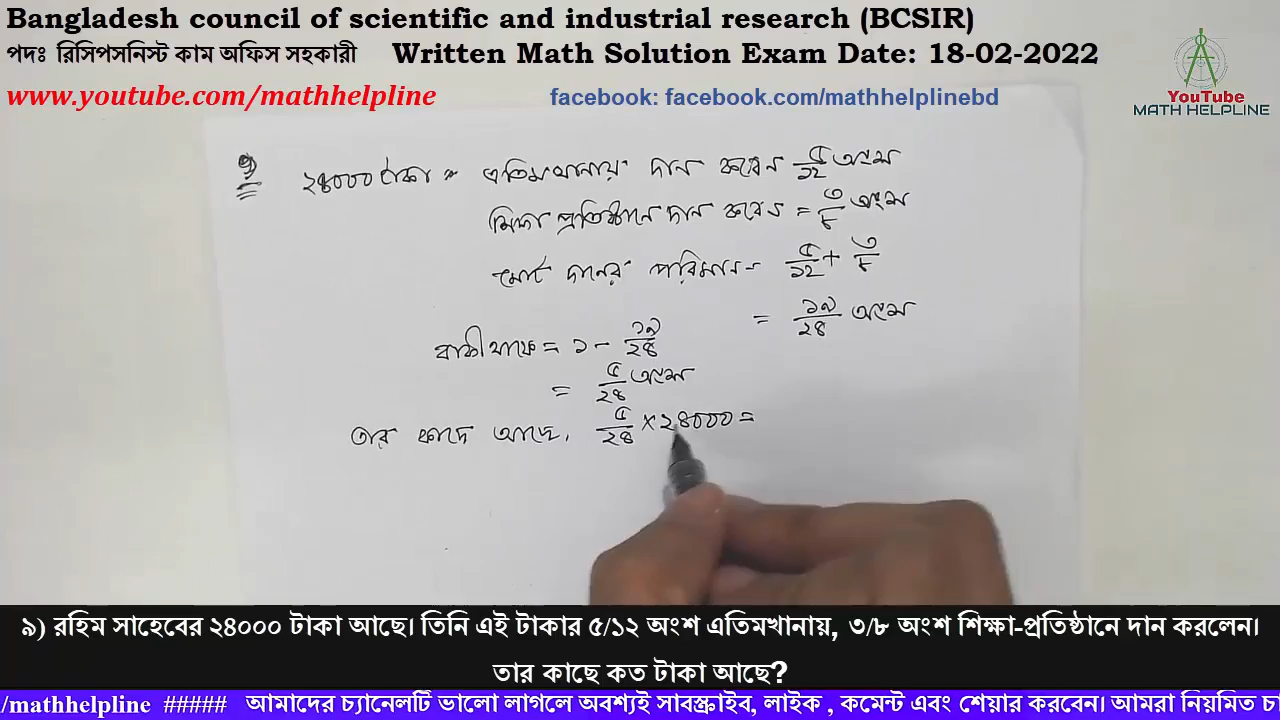 Bangladesh council of scientific and industrial research (BCSIR)
পদঃ রিসিপসনিস্ট কাম অফিস সহকারী Written Math Solution Exam Date: 18-02-2022
www.youtube.com/mathhelpline facebook: facebook.com/mathhelplinebd
YouTube
MATH HELPLINE
৯ ২৪০০০ টাকা এতিমখানায় দান করেন ৫/১২ অংশ
শিক্ষা প্রতিষ্ঠানে দান করেন = ৩/৮ অংশ
মোট দানের পরিমান = ৫/১২ + ৩/৮
= ১৯/২৪ অংশ
বাকী থাকে = ১ - ১৯/২৪
= ৫/২৪ অংশ
তার কাছে আছে, ৫/২৪ × ২৪০০০ =
৯) রহিম সাহেবের ২৪০০০ টাকা আছে। তিনি এই টাকার ৫/১২ অংশ এতিমখানায়, ৩/৮ অংশ শিক্ষা-প্রতিষ্ঠানে দান করলেন।
তার কাছে কত টাকা আছে?
/mathhelpline ##### আমাদের চ্যানেলটি ভালো লাগলে অবশ্যই সাবস্ক্রাইব, লাইক , কমেন্ট এবং শেয়ার করবেন। আমরা নিয়মিত চ